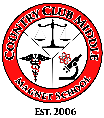 COUNTRY CLUB MIDDLE
MAGNET SCHOOL
EST. 2006